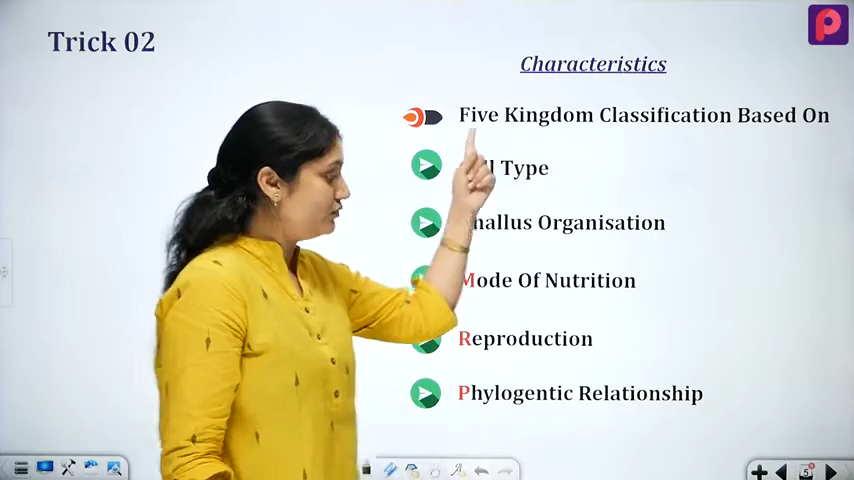 Trick 02
Characteristics
Five Kingdom Classification Based On
Type
Organisation
Mode Of Nutrition
Reproduction
Phylogentic Relationship